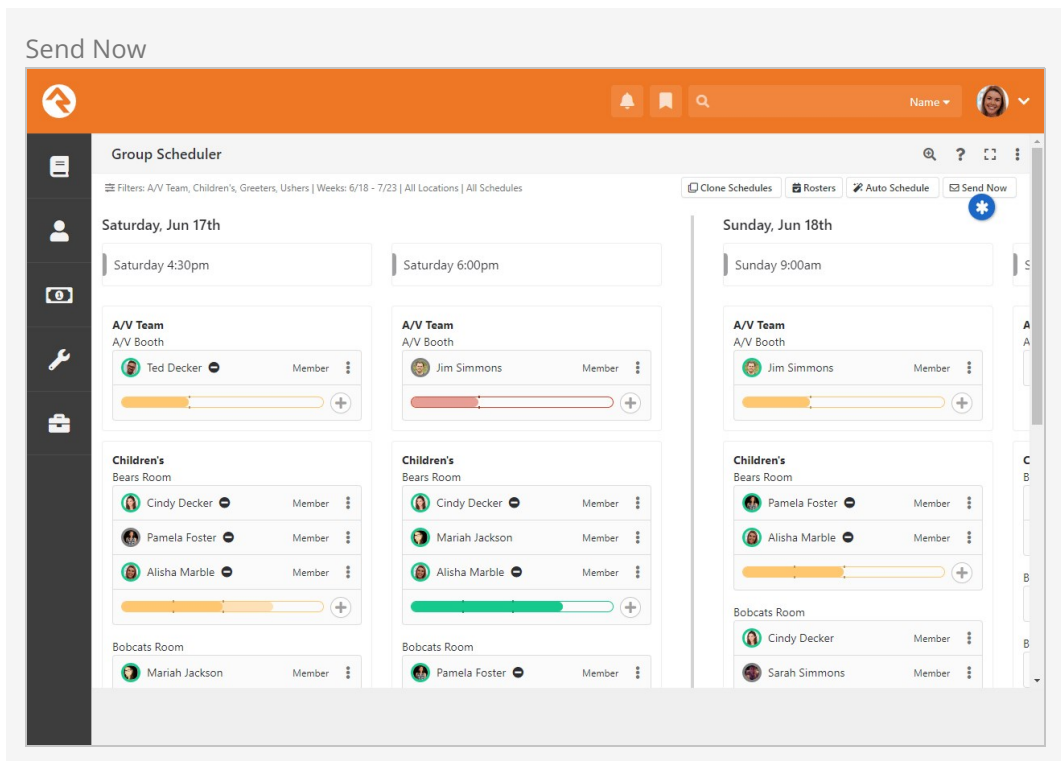 Send Now
Name
Group Scheduler
?
Filters: A/V Team, Children's, Greeters, Ushers | Weeks: 6/18 - 7/23 | All Locations | All Schedules
Clone Schedules
Rosters
Auto Schedule
Send Now
Saturday, Jun 17th
Sunday, Jun 18th
Saturday 4:30pm
Saturday 6:00pm
Sunday 9:00am
S
A/V Team
A/V Booth
Ted Decker Member
A/V Team
A/V Booth
Jim Simmons Member
A/V Team
A/V Booth
Jim Simmons Member
A
A
Children's
Bears Room
Cindy Decker Member
Pamela Foster Member
Alisha Marble Member
Bobcats Room
Mariah Jackson Member
Children's
Bears Room
Cindy Decker Member
Mariah Jackson Member
Alisha Marble Member
Bobcats Room
Pamela Foster Member
Children's
Bears Room
Pamela Foster Member
Alisha Marble Member
Bobcats Room
Cindy Decker Member
Sarah Simmons Member
C
B
B
B